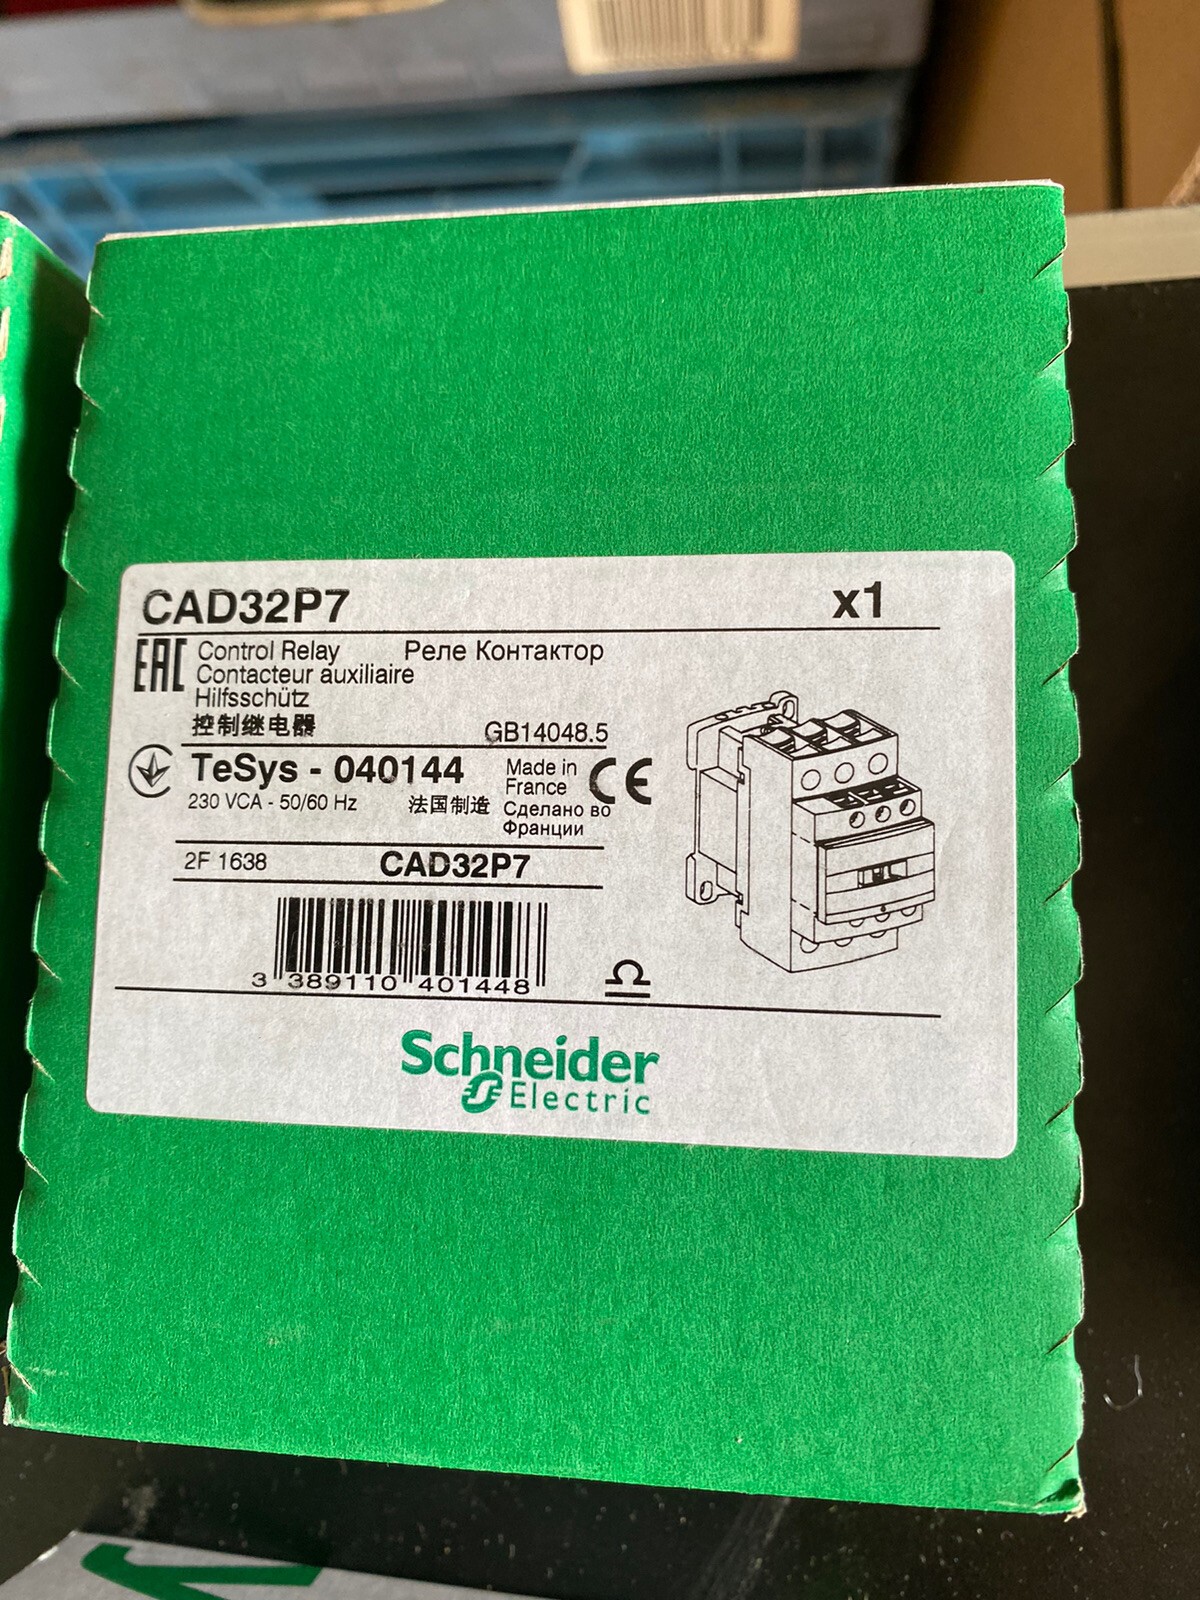 CAD32P7 x1
EAC Control Relay Реле Контактор
Contacteur auxiliaire
Hilfsschütz
控制继电器 GB14048.5
TeSys - 040144 Made in France CE
230 VCA - 50/60 Hz 法国制造 Сделано во Франции
2F 1638 CAD32P7
3 389110 401448
Schneider
Electric